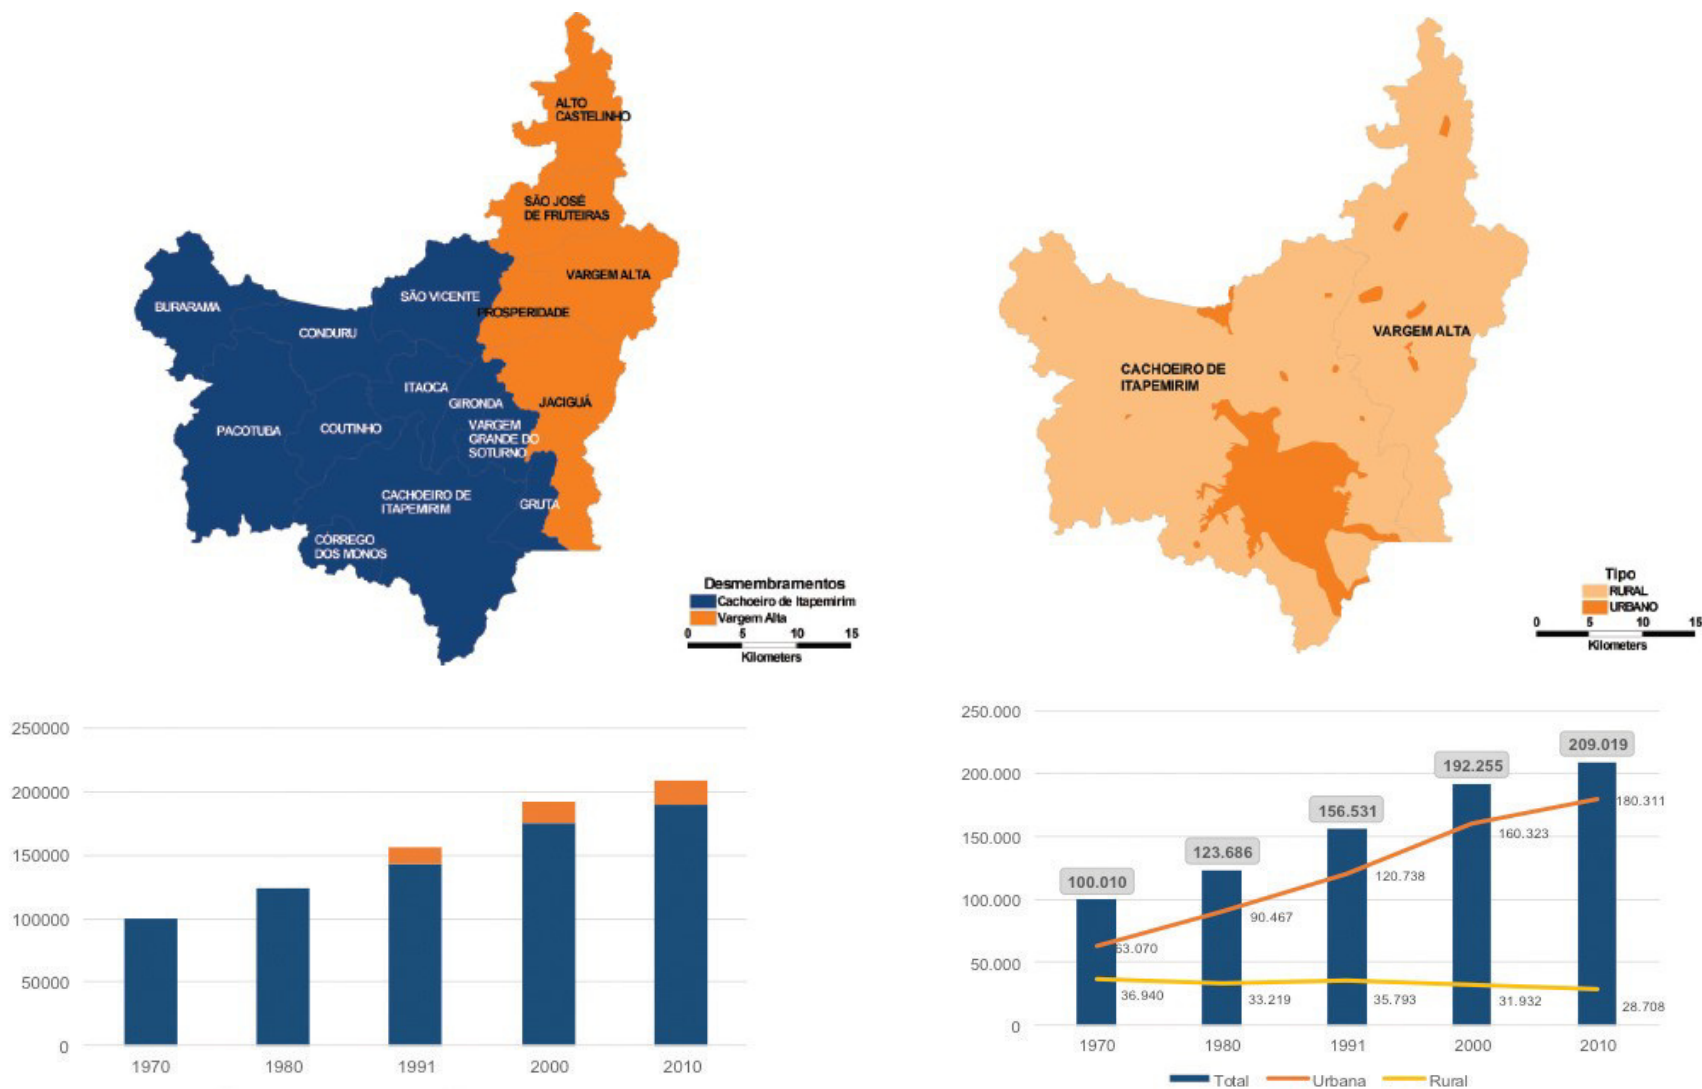 ALTO
CASTELINHO
SÃO JOSÉ
DE FRUTEIRAS
VARGEM ALTA
SÃO VICENTE
BURARAMA
PROSPERIDADE
CONDURU
ITAOCA
GIRONDA
JACIGUÁ
PACOTUBA
COUTINHO
VARGEM
GRANDE DO
SOTURNO
CACHOEIRO DE
ITAPEMIRIM
GRUTA
CÓRREGO
DOS MONOS
Desmembramentos
Cachoeiro de Itapemirim
Vargem Alta
0 5 10 15
Kilometers
VARGEM ALTA
CACHOEIRO DE
ITAPEMIRIM
Tipo
RURAL
URBANO
0 5 10 15
Kilometers
250000
200000
150000
100000
50000
0
1970 1980 1991 2000 2010
250.000
200.000
150.000
100.000
50.000
0
100.010
123.686
156.531
192.255
209.019
63.070
90.467
120.738
160.323
180.311
36.940
33.219
35.793
31.932
28.708
1970 1980 1991 2000 2010
Total Urbana Rural